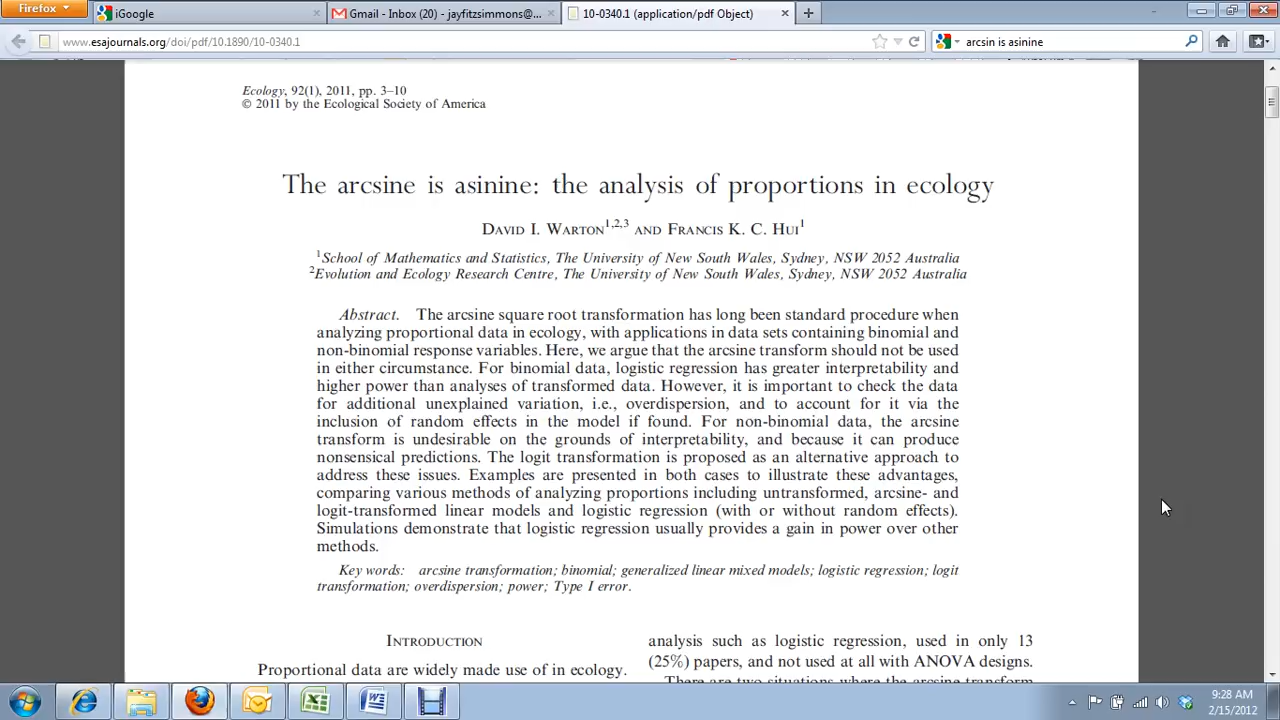 Firefox
iGoogle
Gmail - Inbox (20) - jayfitzsimmons@...
10-0340.1 (application/pdf Object)
www.esajournals.org/doi/pdf/10.1890/10-0340.1
arcsin is asinine
Ecology, 92(1), 2011, pp. 3–10
© 2011 by the Ecological Society of America
The arcsine is asinine: the analysis of proportions in ecology
David I. Warton1,2,3 and Francis K. C. Hui1
1School of Mathematics and Statistics, The University of New South Wales, Sydney, NSW 2052 Australia
2Evolution and Ecology Research Centre, The University of New South Wales, Sydney, NSW 2052 Australia
Abstract. The arcsine square root transformation has long been standard procedure when
analyzing proportional data in ecology, with applications in data sets containing binomial and
non-binomial response variables. Here, we argue that the arcsine transform should not be used
in either circumstance. For binomial data, logistic regression has greater interpretability and
higher power than analyses of transformed data. However, it is important to check the data
for additional unexplained variation, i.e., overdispersion, and to account for it via the
inclusion of random effects in the model if found. For non-binomial data, the arcsine
transform is undesirable on the grounds of interpretability, and because it can produce
nonsensical predictions. The logit transformation is proposed as an alternative approach to
address these issues. Examples are presented in both cases to illustrate these advantages,
comparing various methods of analyzing proportions including untransformed, arcsine- and
logit-transformed linear models and logistic regression (with or without random effects).
Simulations demonstrate that logistic regression usually provides a gain in power over other
methods.
Key words: arcsine transformation; binomial; generalized linear mixed models; logistic regression; logit
transformation; overdispersion; power; Type I error.
Introduction
Proportional data are widely made use of in ecology.
analysis such as logistic regression, used in only 13
(25%) papers, and not used at all with ANOVA designs.
There are two situations where the arcsine transform
9:28 AM
2/15/2012